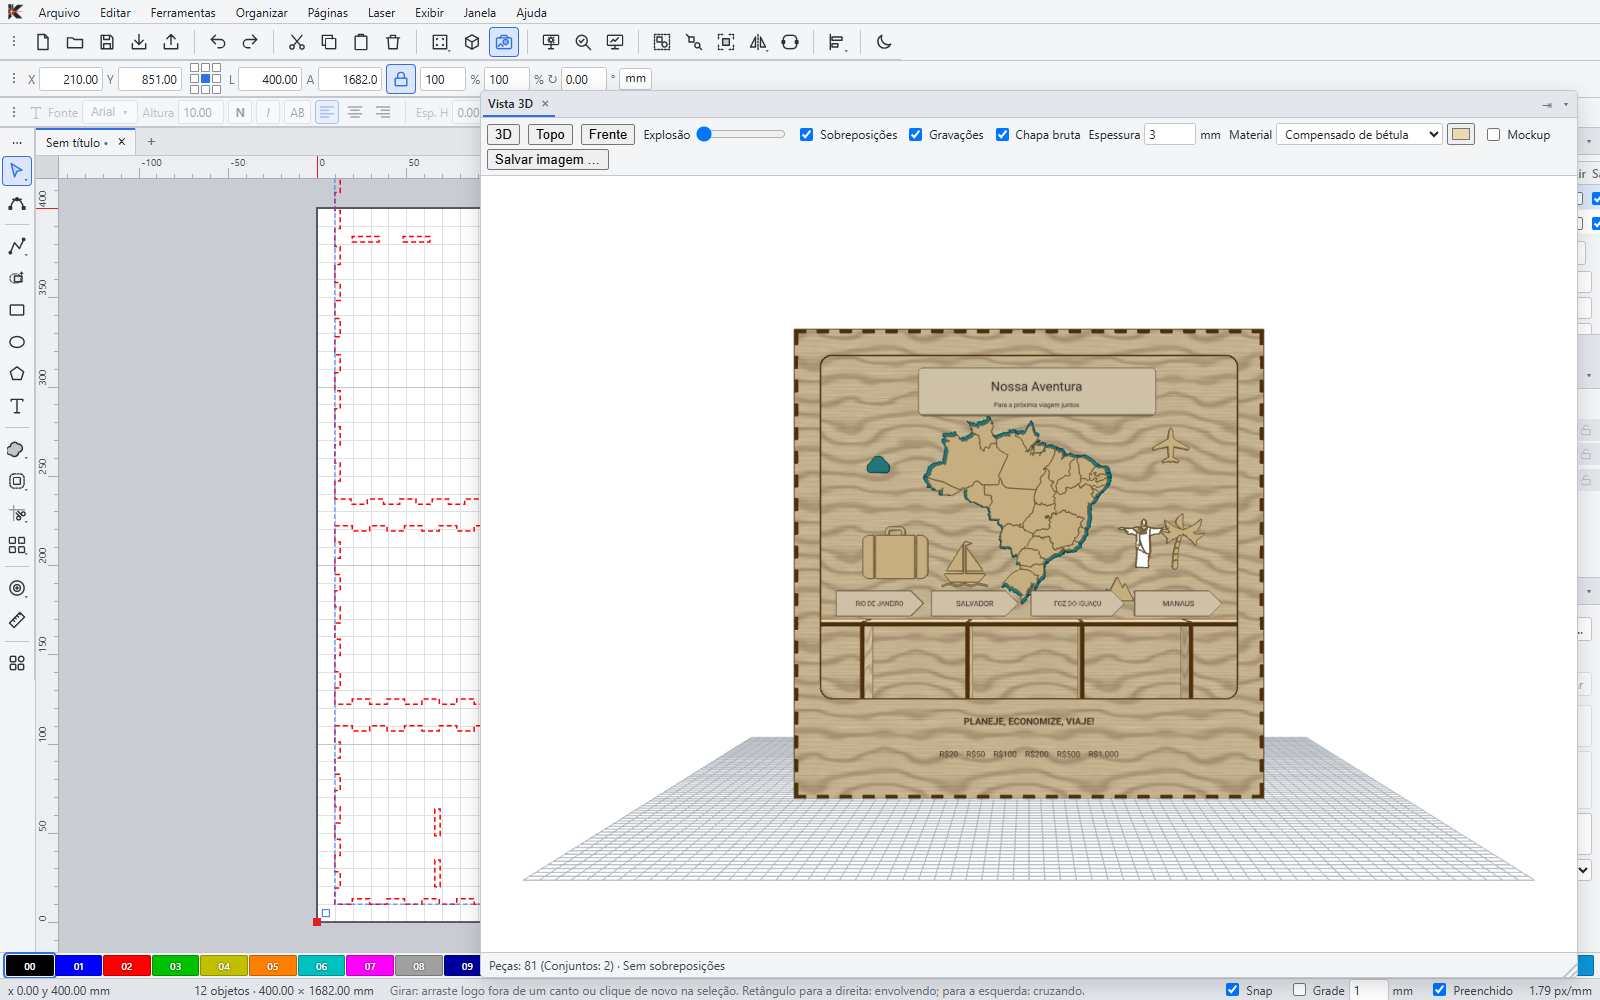 Arquivo Editar Ferramentas Organizar Páginas Laser Exibir Janela Ajuda
X 210.00 Y 851.00 L 400.00 A 1682.0 100 % 100 % 0.00 ° mm
Fonte Arial Altura 10.00 N I AB Esp. H 0.00
Vista 3D
Sem título
3D Topo Frente Explosão Sobreposições Gravações Chapa bruta Espessura 3 mm Material Compensado de bétula Mockup
Salvar imagem ...
-100 -50 0 50
400
350
300
250
200
150
100
50
0
Nossa Aventura
Para a próxima viagem juntos
RIO DE JANEIRO SALVADOR FOZ DO IGUAÇU MANAUS
PLANEJE, ECONOMIZE, VIAJE!
R$20 R$50 R$100 R$200 R$500 R$1.000
00 01 02 03 04 05 06 07 08 09
Peças: 81 (Conjuntos: 2) · Sem sobreposições
x 0.00 y 400.00 mm 12 objetos · 400.00 × 1682.00 mm Girar: arraste logo fora de um canto ou clique de novo na seleção. Retângulo para a direita: envolvendo; para a esquerda: cruzando. Snap Grade 1 mm Preenchido 1.79 px/mm